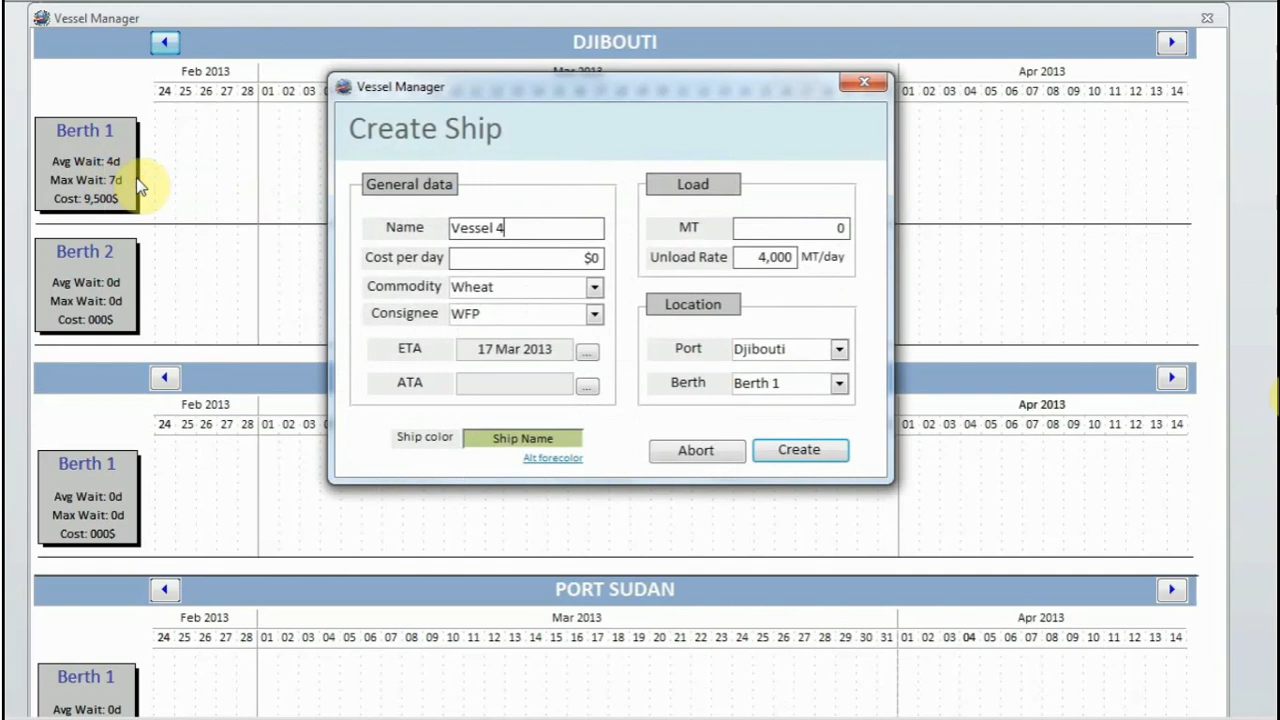 Vessel Manager
DJIBOUTI
Feb 2013 Mar 2013 Apr 2013
24 25 26 27 28 01 02 03 01 02 03 04 05 06 07 08 09 10 11 12 13 14
Berth 1
Avg Wait: 4d
Max Wait: 7d
Cost: 9,500$
Berth 2
Avg Wait: 0d
Max Wait: 0d
Cost: 000$
Vessel Manager
Create Ship
General data
Name Vessel 4
Cost per day $0
Commodity Wheat
Consignee WFP
ETA 17 Mar 2013 ...
ATA ...
Ship color Ship Name
Alt forecolor
Load
MT 0
Unload Rate 4,000 MT/day
Location
Port Djibouti
Berth Berth 1
Abort Create
Feb 2013 Apr 2013
24 25 26 27 28 01 02 03 01 02 03 04 05 06 07 08 09 10 11 12 13 14
Berth 1
Avg Wait: 0d
Max Wait: 0d
Cost: 000$
PORT SUDAN
Feb 2013 Mar 2013 Apr 2013
24 25 26 27 28 01 02 03 04 05 06 07 08 09 10 11 12 13 14 15 16 17 18 19 20 21 22 23 24 25 26 27 28 29 30 31 01 02 03 04 05 06 07 08 09 10 11 12 13 14
Berth 1
Avg Wait: 0d